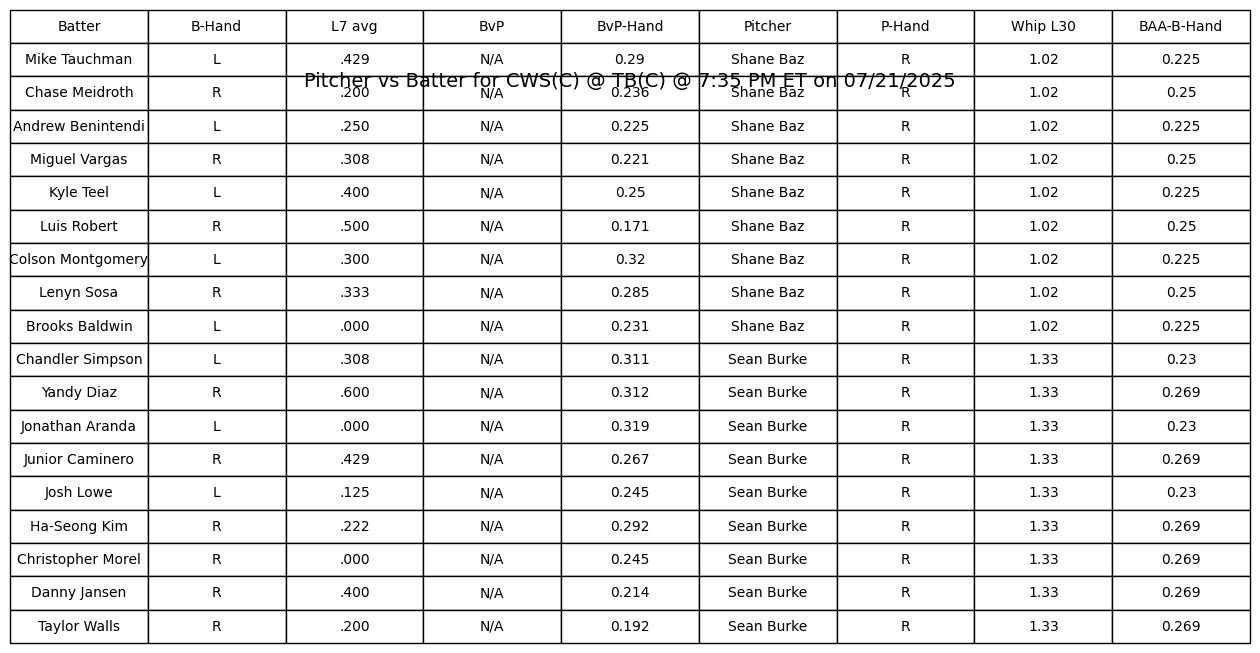 Batter B-Hand L7 avg BvP BvP-Hand Pitcher P-Hand Whip L30 BAA-B-Hand
Mike Tauchman L .429 N/A 0.29 Shane Baz R 1.02 0.225
Pitcher vs Batter for CWS(C) @ TB(C) @ 7:35 PM ET on 07/21/2025
Chase Meidroth R .200 N/A 0.236 Shane Baz R 1.02 0.25
Andrew Benintendi L .250 N/A 0.225 Shane Baz R 1.02 0.225
Miguel Vargas R .308 N/A 0.221 Shane Baz R 1.02 0.25
Kyle Teel L .400 N/A 0.25 Shane Baz R 1.02 0.225
Luis Robert R .500 N/A 0.171 Shane Baz R 1.02 0.25
Colson Montgomery L .300 N/A 0.32 Shane Baz R 1.02 0.225
Lenyn Sosa R .333 N/A 0.285 Shane Baz R 1.02 0.25
Brooks Baldwin L .000 N/A 0.231 Shane Baz R 1.02 0.225
Chandler Simpson L .308 N/A 0.311 Sean Burke R 1.33 0.23
Yandy Diaz R .600 N/A 0.312 Sean Burke R 1.33 0.269
Jonathan Aranda L .000 N/A 0.319 Sean Burke R 1.33 0.23
Junior Caminero R .429 N/A 0.267 Sean Burke R 1.33 0.269
Josh Lowe L .125 N/A 0.245 Sean Burke R 1.33 0.23
Ha-Seong Kim R .222 N/A 0.292 Sean Burke R 1.33 0.269
Christopher Morel R .000 N/A 0.245 Sean Burke R 1.33 0.269
Danny Jansen R .400 N/A 0.214 Sean Burke R 1.33 0.269
Taylor Walls R .200 N/A 0.192 Sean Burke R 1.33 0.269